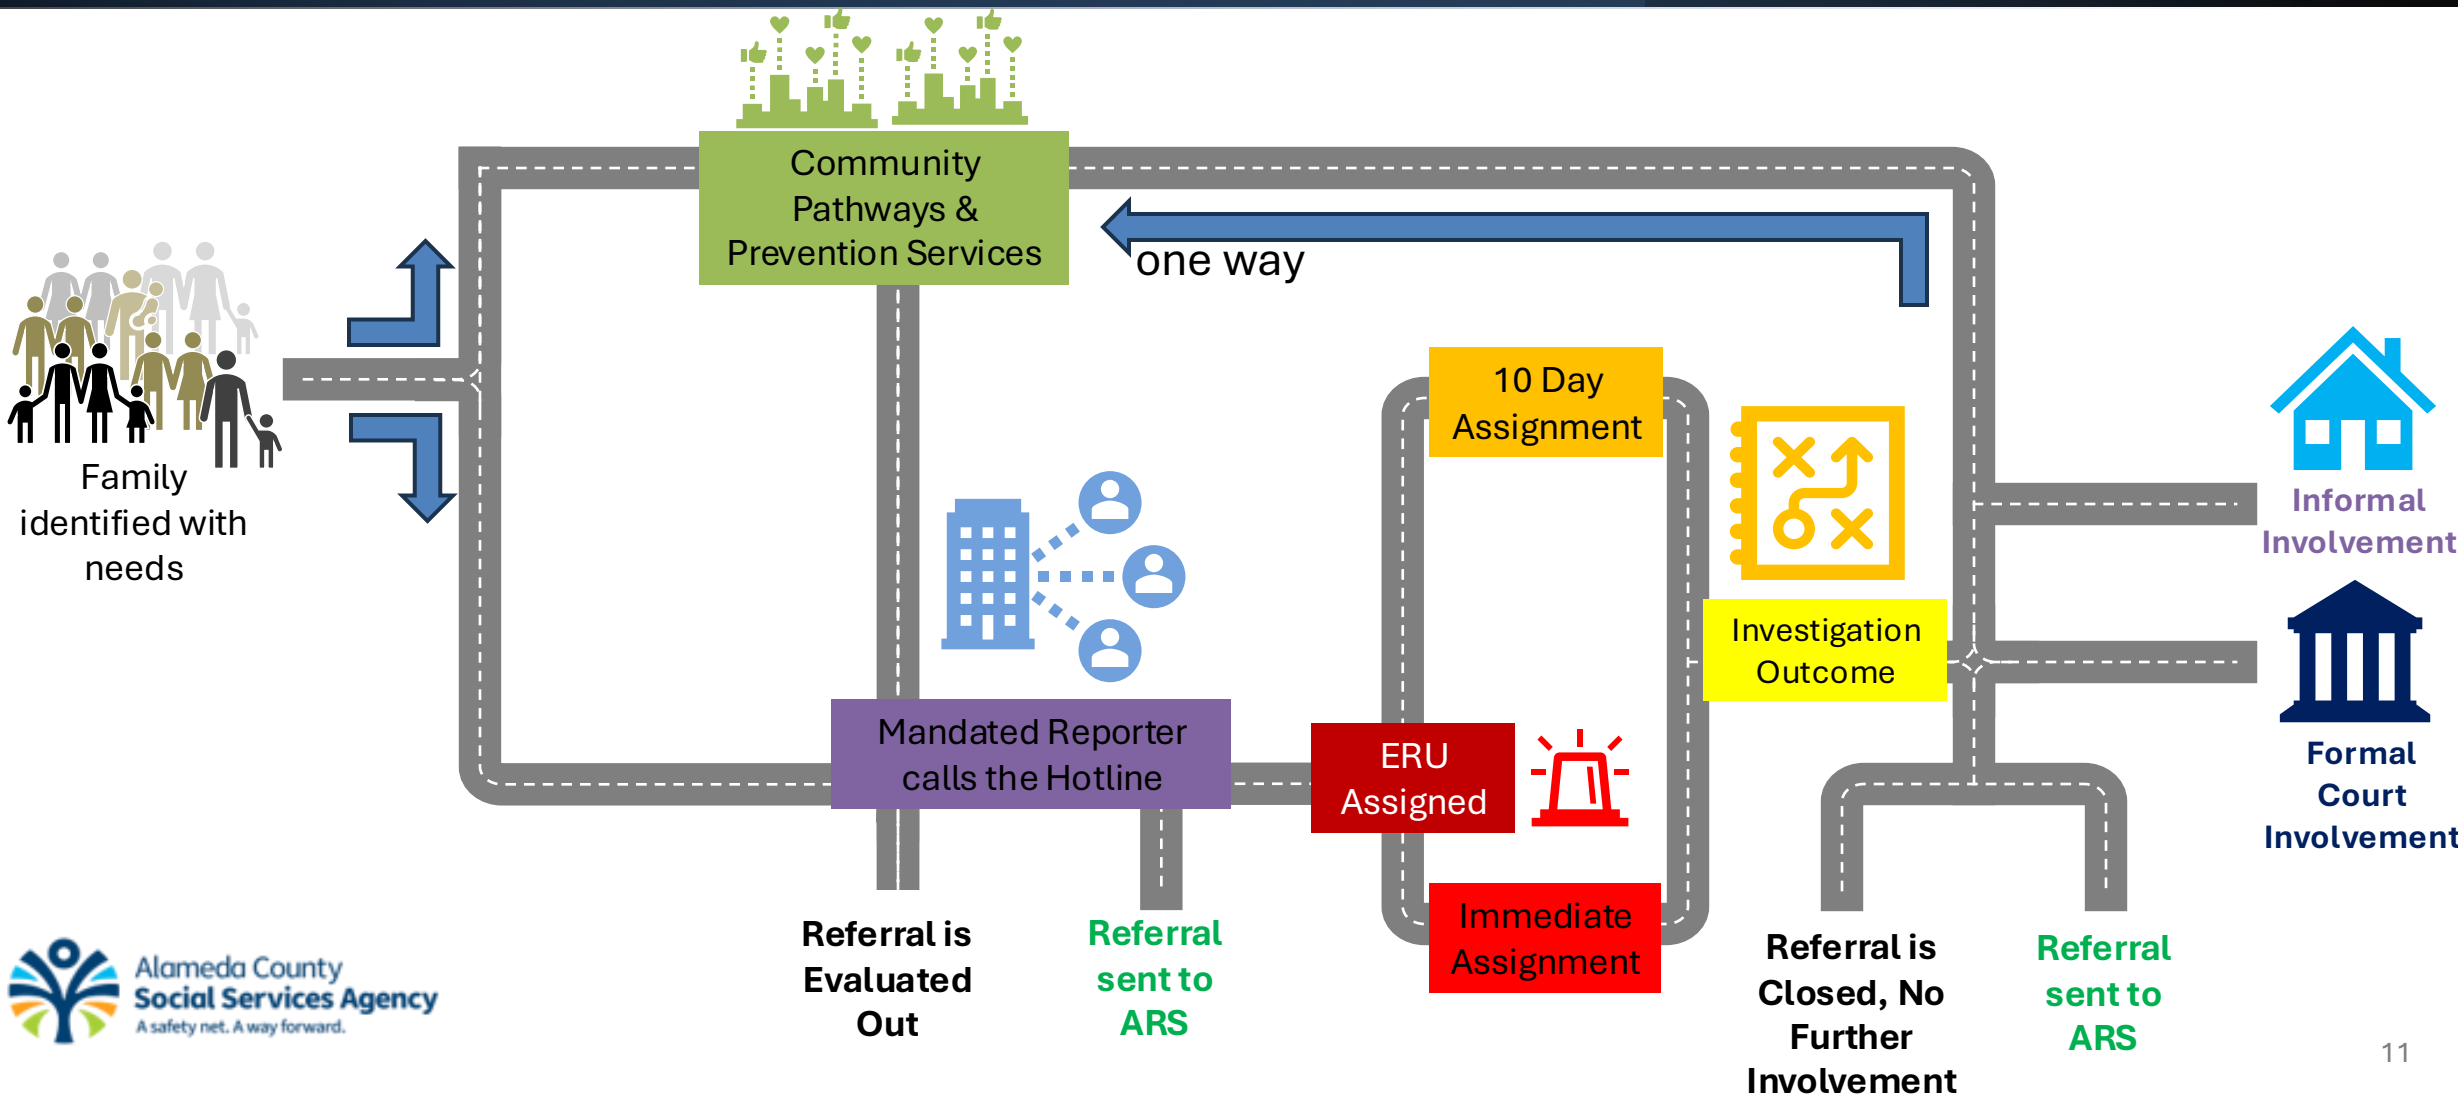 Community
Pathways &
Prevention Services
one way
Family
identified with
needs
10 Day
Assignment
Informal
Involvement
Investigation
Outcome
Mandated Reporter
calls the Hotline
ERU
Assigned
Formal
Court
Involvement
Immediate
Assignment
Referral is
Evaluated
Out
Referral
sent to
ARS
Referral is
Closed, No
Further
Involvement
Referral
sent to
ARS
Alameda County
Social Services Agency
A safety net. A way forward.
11